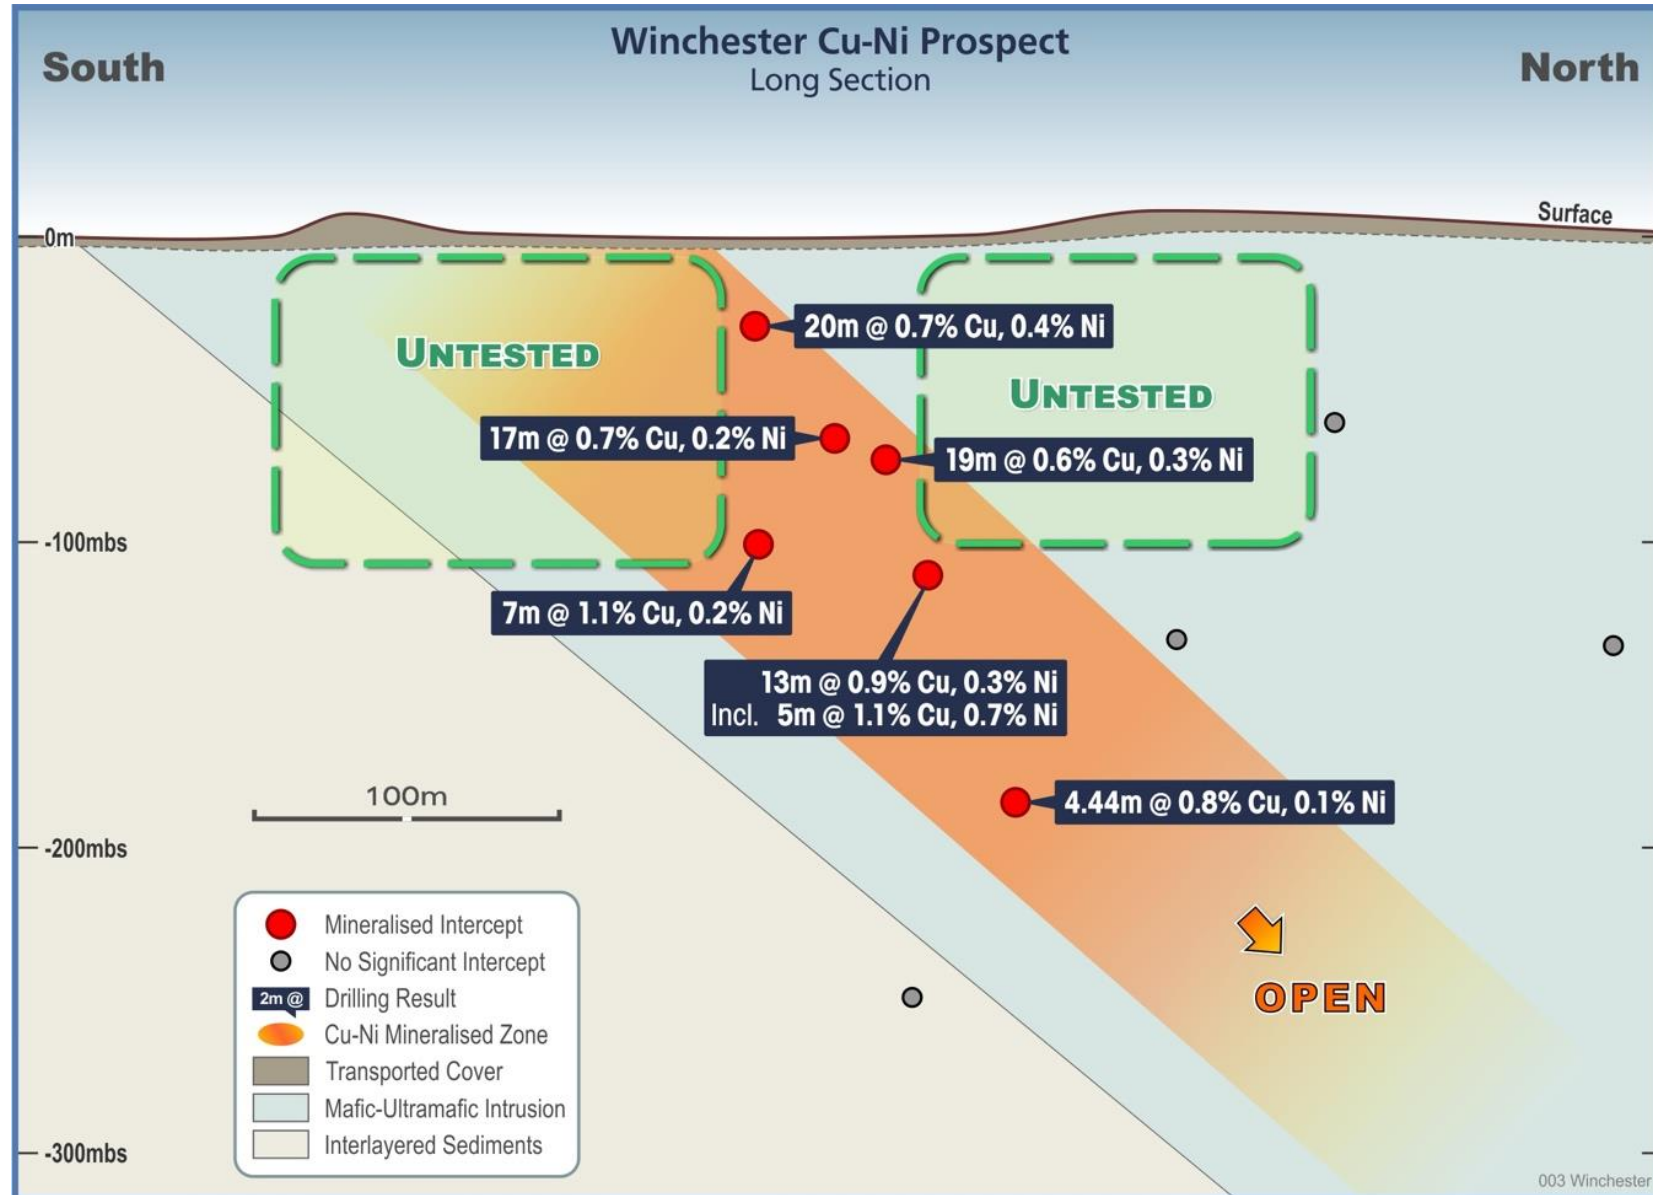 Winchester Cu-Ni Prospect
Long Section
South
North
Surface
0m
20m @ 0.7% Cu, 0.4% Ni
UNTESTED
UNTESTED
17m @ 0.7% Cu, 0.2% Ni
19m @ 0.6% Cu, 0.3% Ni
-100mbs
7m @ 1.1% Cu, 0.2% Ni
13m @ 0.9% Cu, 0.3% Ni
Incl. 5m @ 1.1% Cu, 0.7% Ni
100m
4.44m @ 0.8% Cu, 0.1% Ni
-200mbs
OPEN
Mineralised Intercept
No Significant Intercept
2m @ Drilling Result
Cu-Ni Mineralised Zone
Transported Cover
Mafic-Ultramafic Intrusion
Interlayered Sediments
-300mbs
003 Winchester